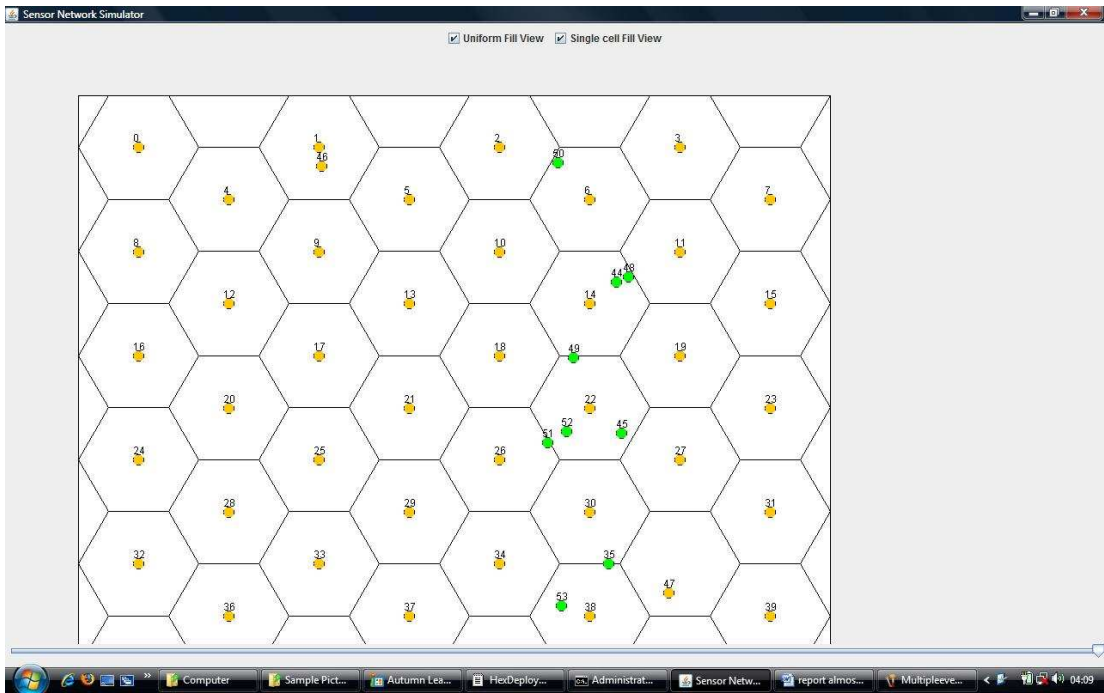 Sensor Network Simulator
Uniform Fill View Single cell Fill View
0 1 2 3
46 50
4 5 6 7
8 9 10 11
44 48
12 13 14 15
16 17 18 49 19
20 21 22 23
51 52 45
24 25 26 27
28 29 30 31
32 33 34 35
47
53
36 37 38 39
» Computer Sample Pict... Autumn Lea... HexDeploy... Administrat... Sensor Netw... report almos... Multipleeve... < 04:09